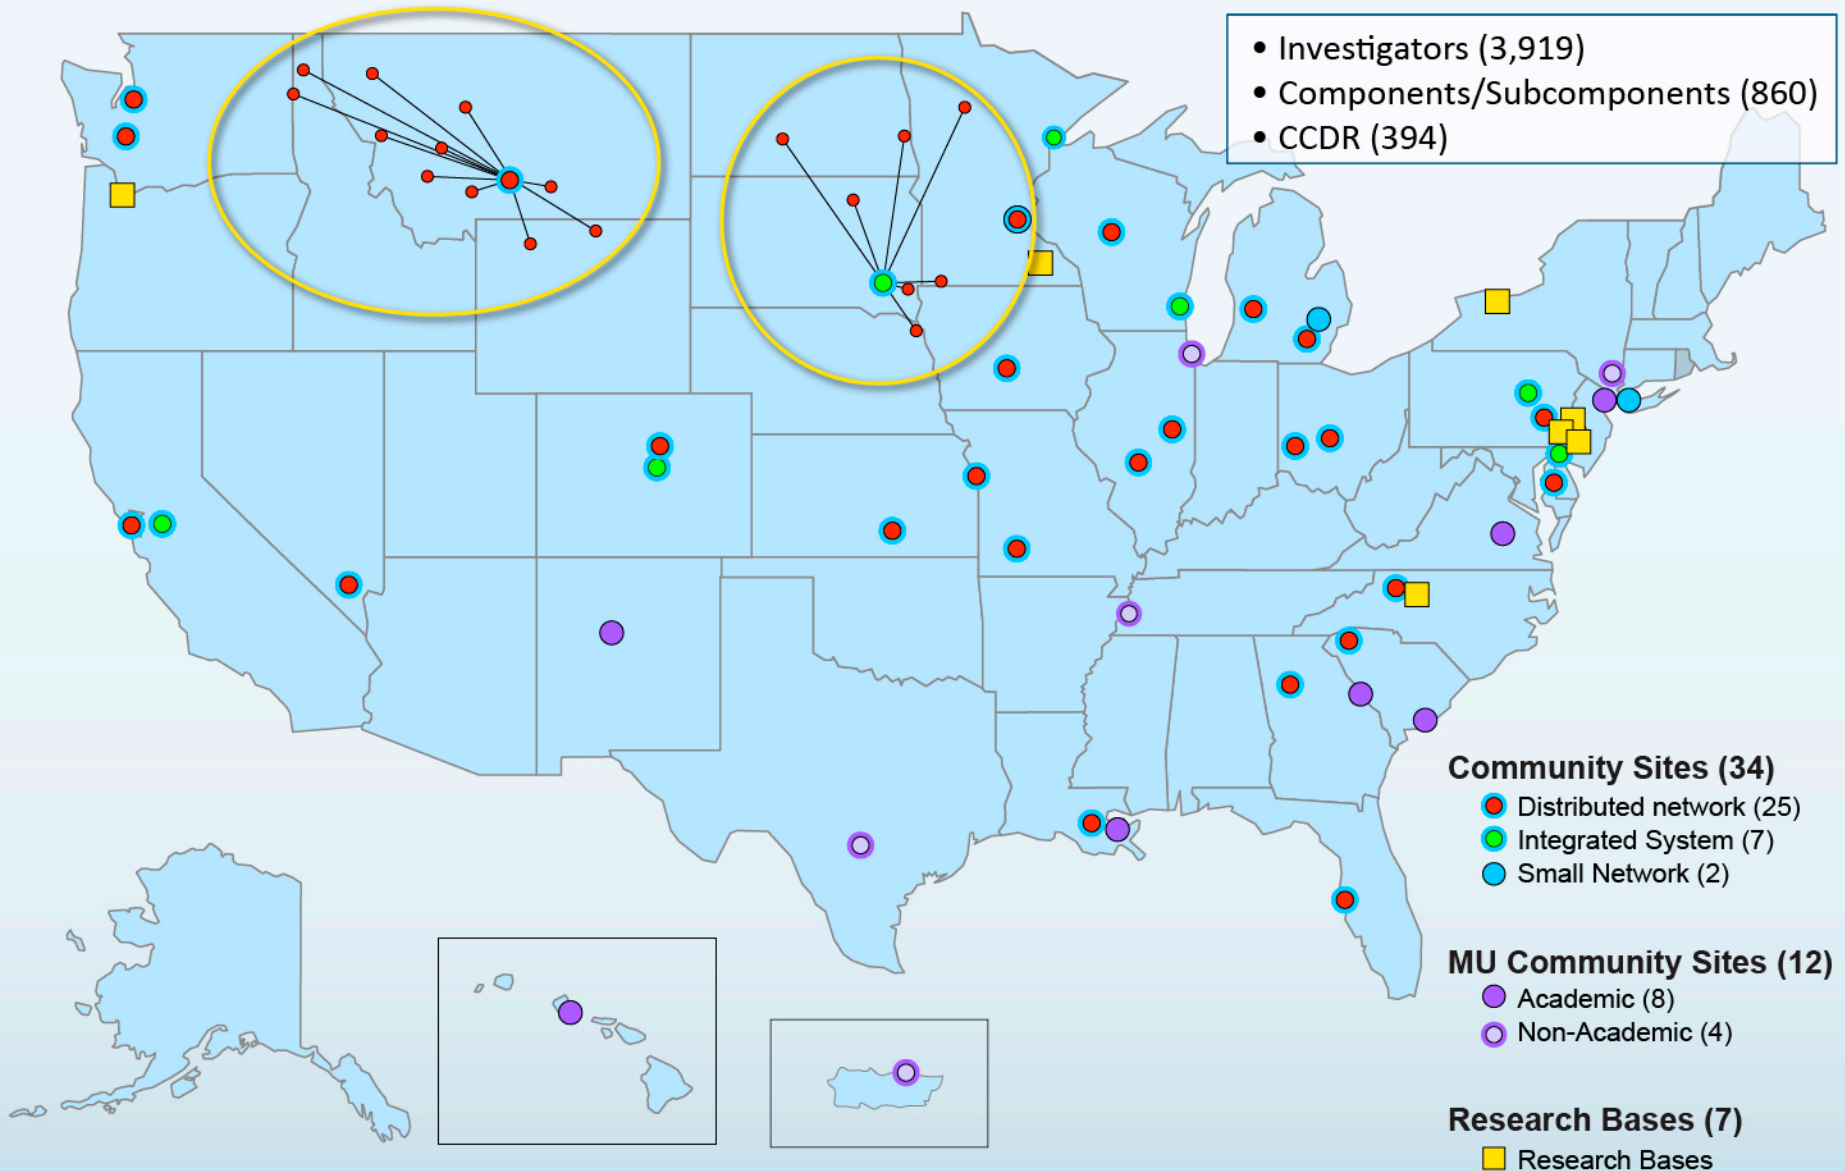 • Investigators (3,919)
• Components/Subcomponents (860)
• CCDR (394)
Community Sites (34)
Distributed network (25)
Integrated System (7)
Small Network (2)
MU Community Sites (12)
Academic (8)
Non-Academic (4)
Research Bases (7)
Research Bases